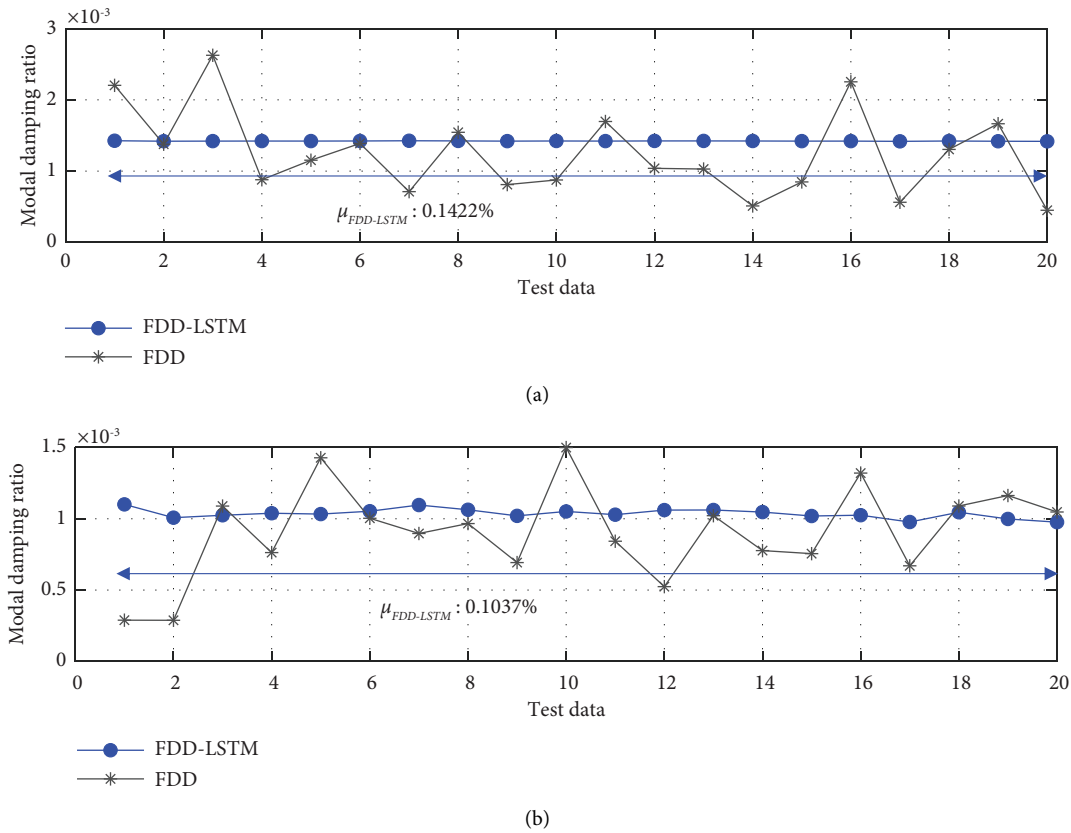 ×10⁻³
3
2
1
0
Modal damping ratio
μFDD-LSTM : 0.1422%
0 2 4 6 8 10 12 14 16 18 20
Test data
FDD-LSTM
FDD
(a)
×10⁻³
1.5
1
0.5
0
Modal damping ratio
μFDD-LSTM : 0.1037%
0 2 4 6 8 10 12 14 16 18 20
Test data
FDD-LSTM
FDD
(b)